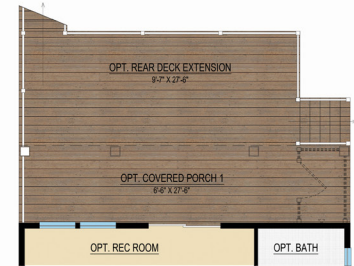 OPT. REAR DECK EXTENSION
9'-7" X 27'-6"
OPT. COVERED PORCH 1
6'-6" X 27'-6"
OPT. REC ROOM
OPT. BATH